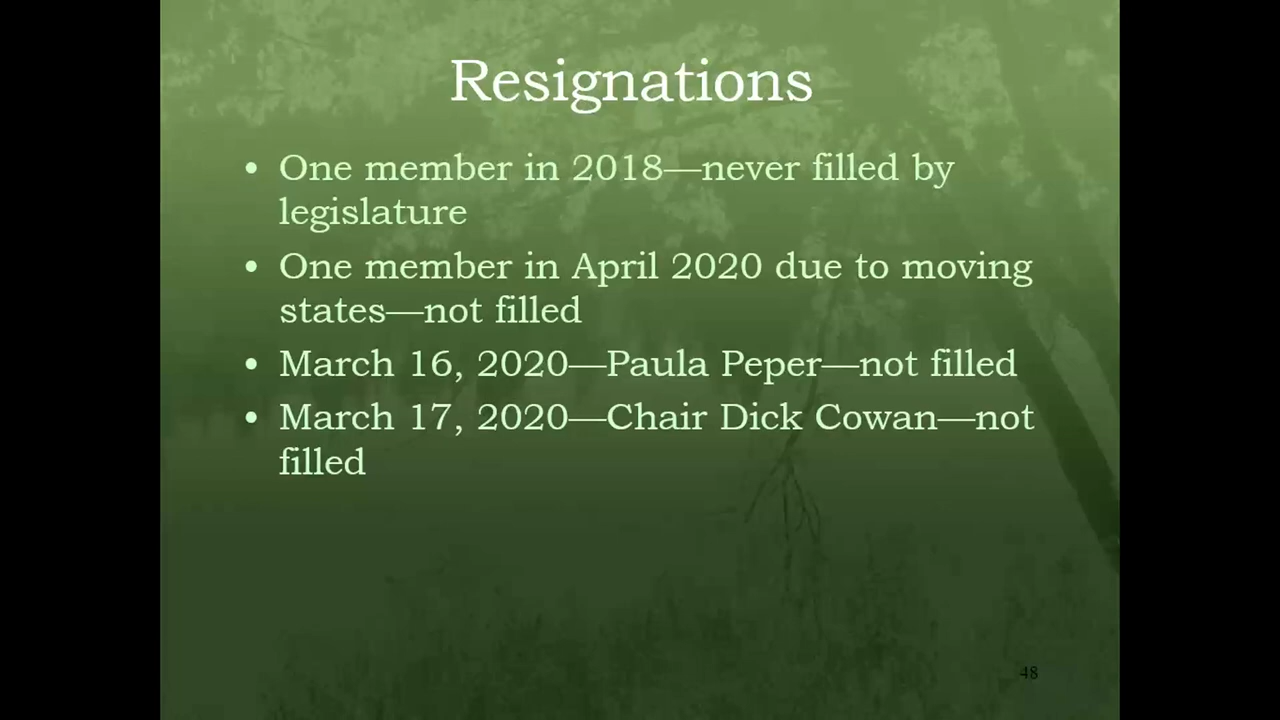 Resignations
• One member in 2018—never filled by
legislature
• One member in April 2020 due to moving
states—not filled
• March 16, 2020—Paula Peper—not filled
• March 17, 2020—Chair Dick Cowan—not
filled
48